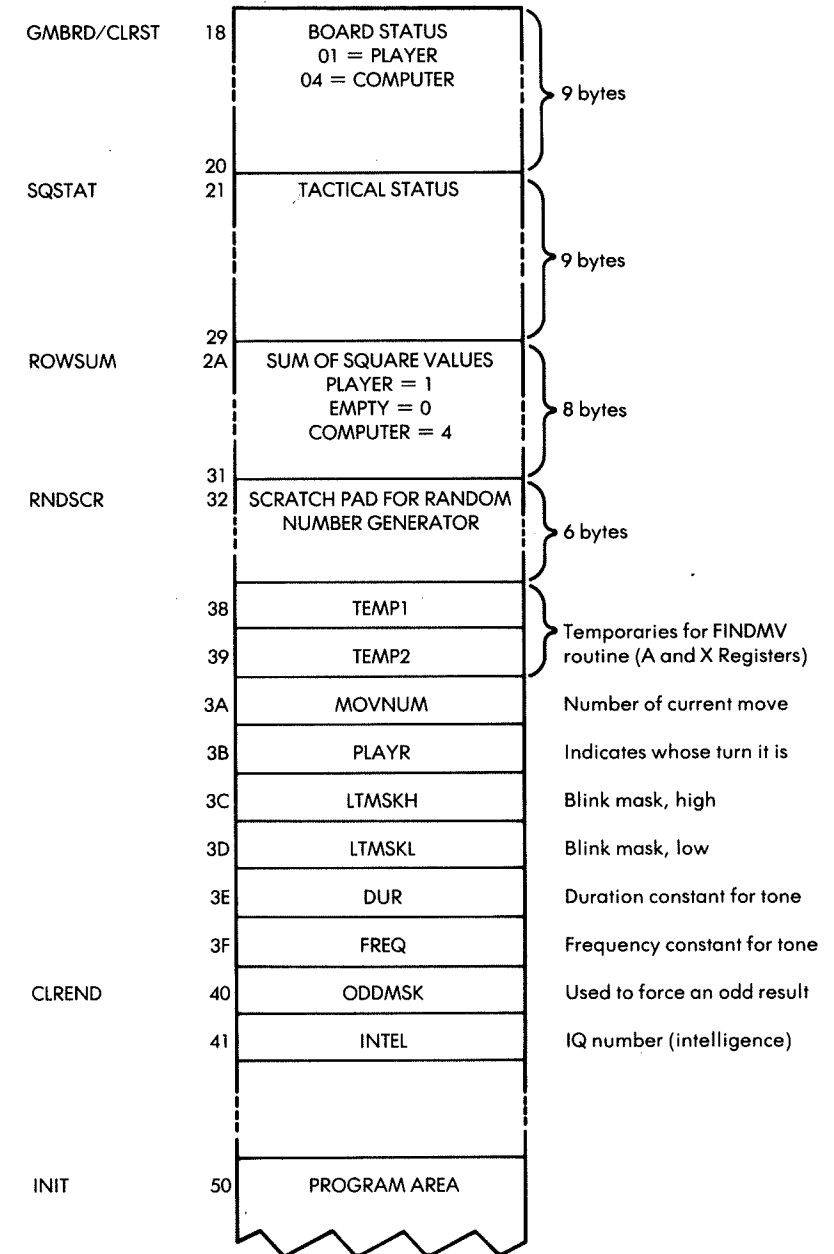 GMBRD/CLRST 18 BOARD STATUS
01 = PLAYER
04 = COMPUTER
9 bytes
20
SQSTAT 21 TACTICAL STATUS
9 bytes
29
ROWSUM 2A SUM OF SQUARE VALUES
PLAYER = 1
EMPTY = 0
COMPUTER = 4
8 bytes
31
RNDSCR 32 SCRATCH PAD FOR RANDOM
NUMBER GENERATOR
6 bytes
38 TEMP1
Temporaries for FINDMV
39 TEMP2 routine (A and X Registers)
3A MOVNUM Number of current move
3B PLAYR Indicates whose turn it is
3C LTMSKH Blink mask, high
3D LTMSKL Blink mask, low
3E DUR Duration constant for tone
3F FREQ Frequency constant for tone
CLREND 40 ODDMSK Used to force an odd result
41 INTEL IQ number (intelligence)
INIT 50 PROGRAM AREA